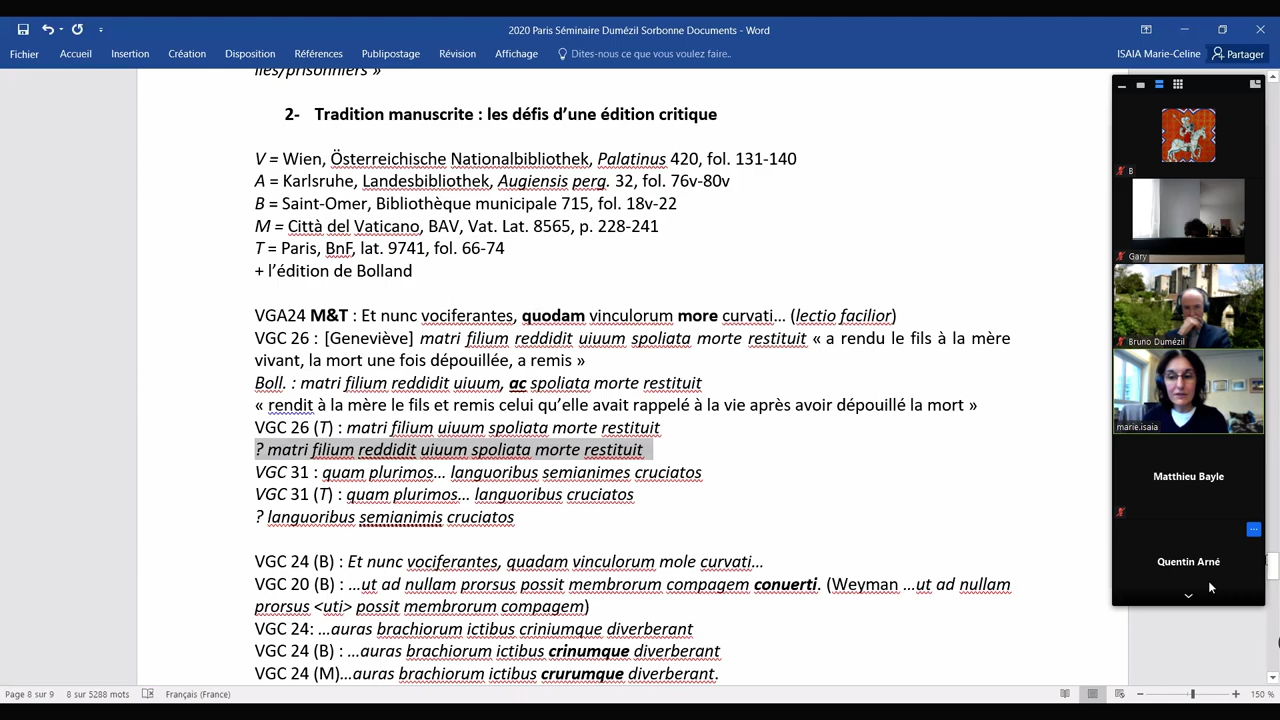 2020 Paris Séminaire Dumézil Sorbonne Documents - Word
Fichier Accueil Insertion Création Disposition Références Publipostage Révision Affichage Dites-nous ce que vous voulez faire.. ISAIA Marie-Celine Partager
iles/prisonniers »
2- Tradition manuscrite : les défis d’une édition critique
V = Wien, Österreichische Nationalbibliothek, Palatinus 420, fol. 131-140
A = Karlsruhe, Landesbibliothek, Augiensis perg. 32, fol. 76v-80v
B = Saint-Omer, Bibliothèque municipale 715, fol. 18v-22
M = Città del Vaticano, BAV, Vat. Lat. 8565, p. 228-241
T = Paris, BnF, lat. 9741, fol. 66-74
+ l’édition de Bolland
VGA24 M&T : Et nunc vociferantes, quodam vinculorum more curvati… (lectio facilior)
VGC 26 : [Geneviève] matri filium reddidit uiuum spoliata morte restituit « a rendu le fils à la mère
vivant, la mort une fois dépouillée, a remis »
Boll. : matri filium reddidit uiuum, ac spoliata morte restituit
« rendit à la mère le fils et remis celui qu’elle avait rappelé à la vie après avoir dépouillé la mort »
VGC 26 (T) : matri filium uiuum spoliata morte restituit
? matri filium reddidit uiuum spoliata morte restituit
VGC 31 : quam plurimos… languoribus semianimes cruciatos
VGC 31 (T) : quam plurimos… languoribus cruciatos
? languoribus semianimis cruciatos
VGC 24 (B) : Et nunc vociferantes, quadam vinculorum mole curvati…
VGC 20 (B) : …ut ad nullam prorsus possit membrorum compagem conuerti. (Weyman …ut ad nullam
prorsus <uti> possit membrorum compagem)
VGC 24: …auras brachiorum ictibus criniumque diverberant
VGC 24 (B) : …auras brachiorum ictibus crinumque diverberant
VGC 24 (M)…auras brachiorum ictibus crurumque diverberant.
B
Gary
Bruno Dumézil
marie.isaia
Matthieu Bayle
Quentin Arné
Page 8 sur 9 8 sur 5288 mots Français (France) 150 %